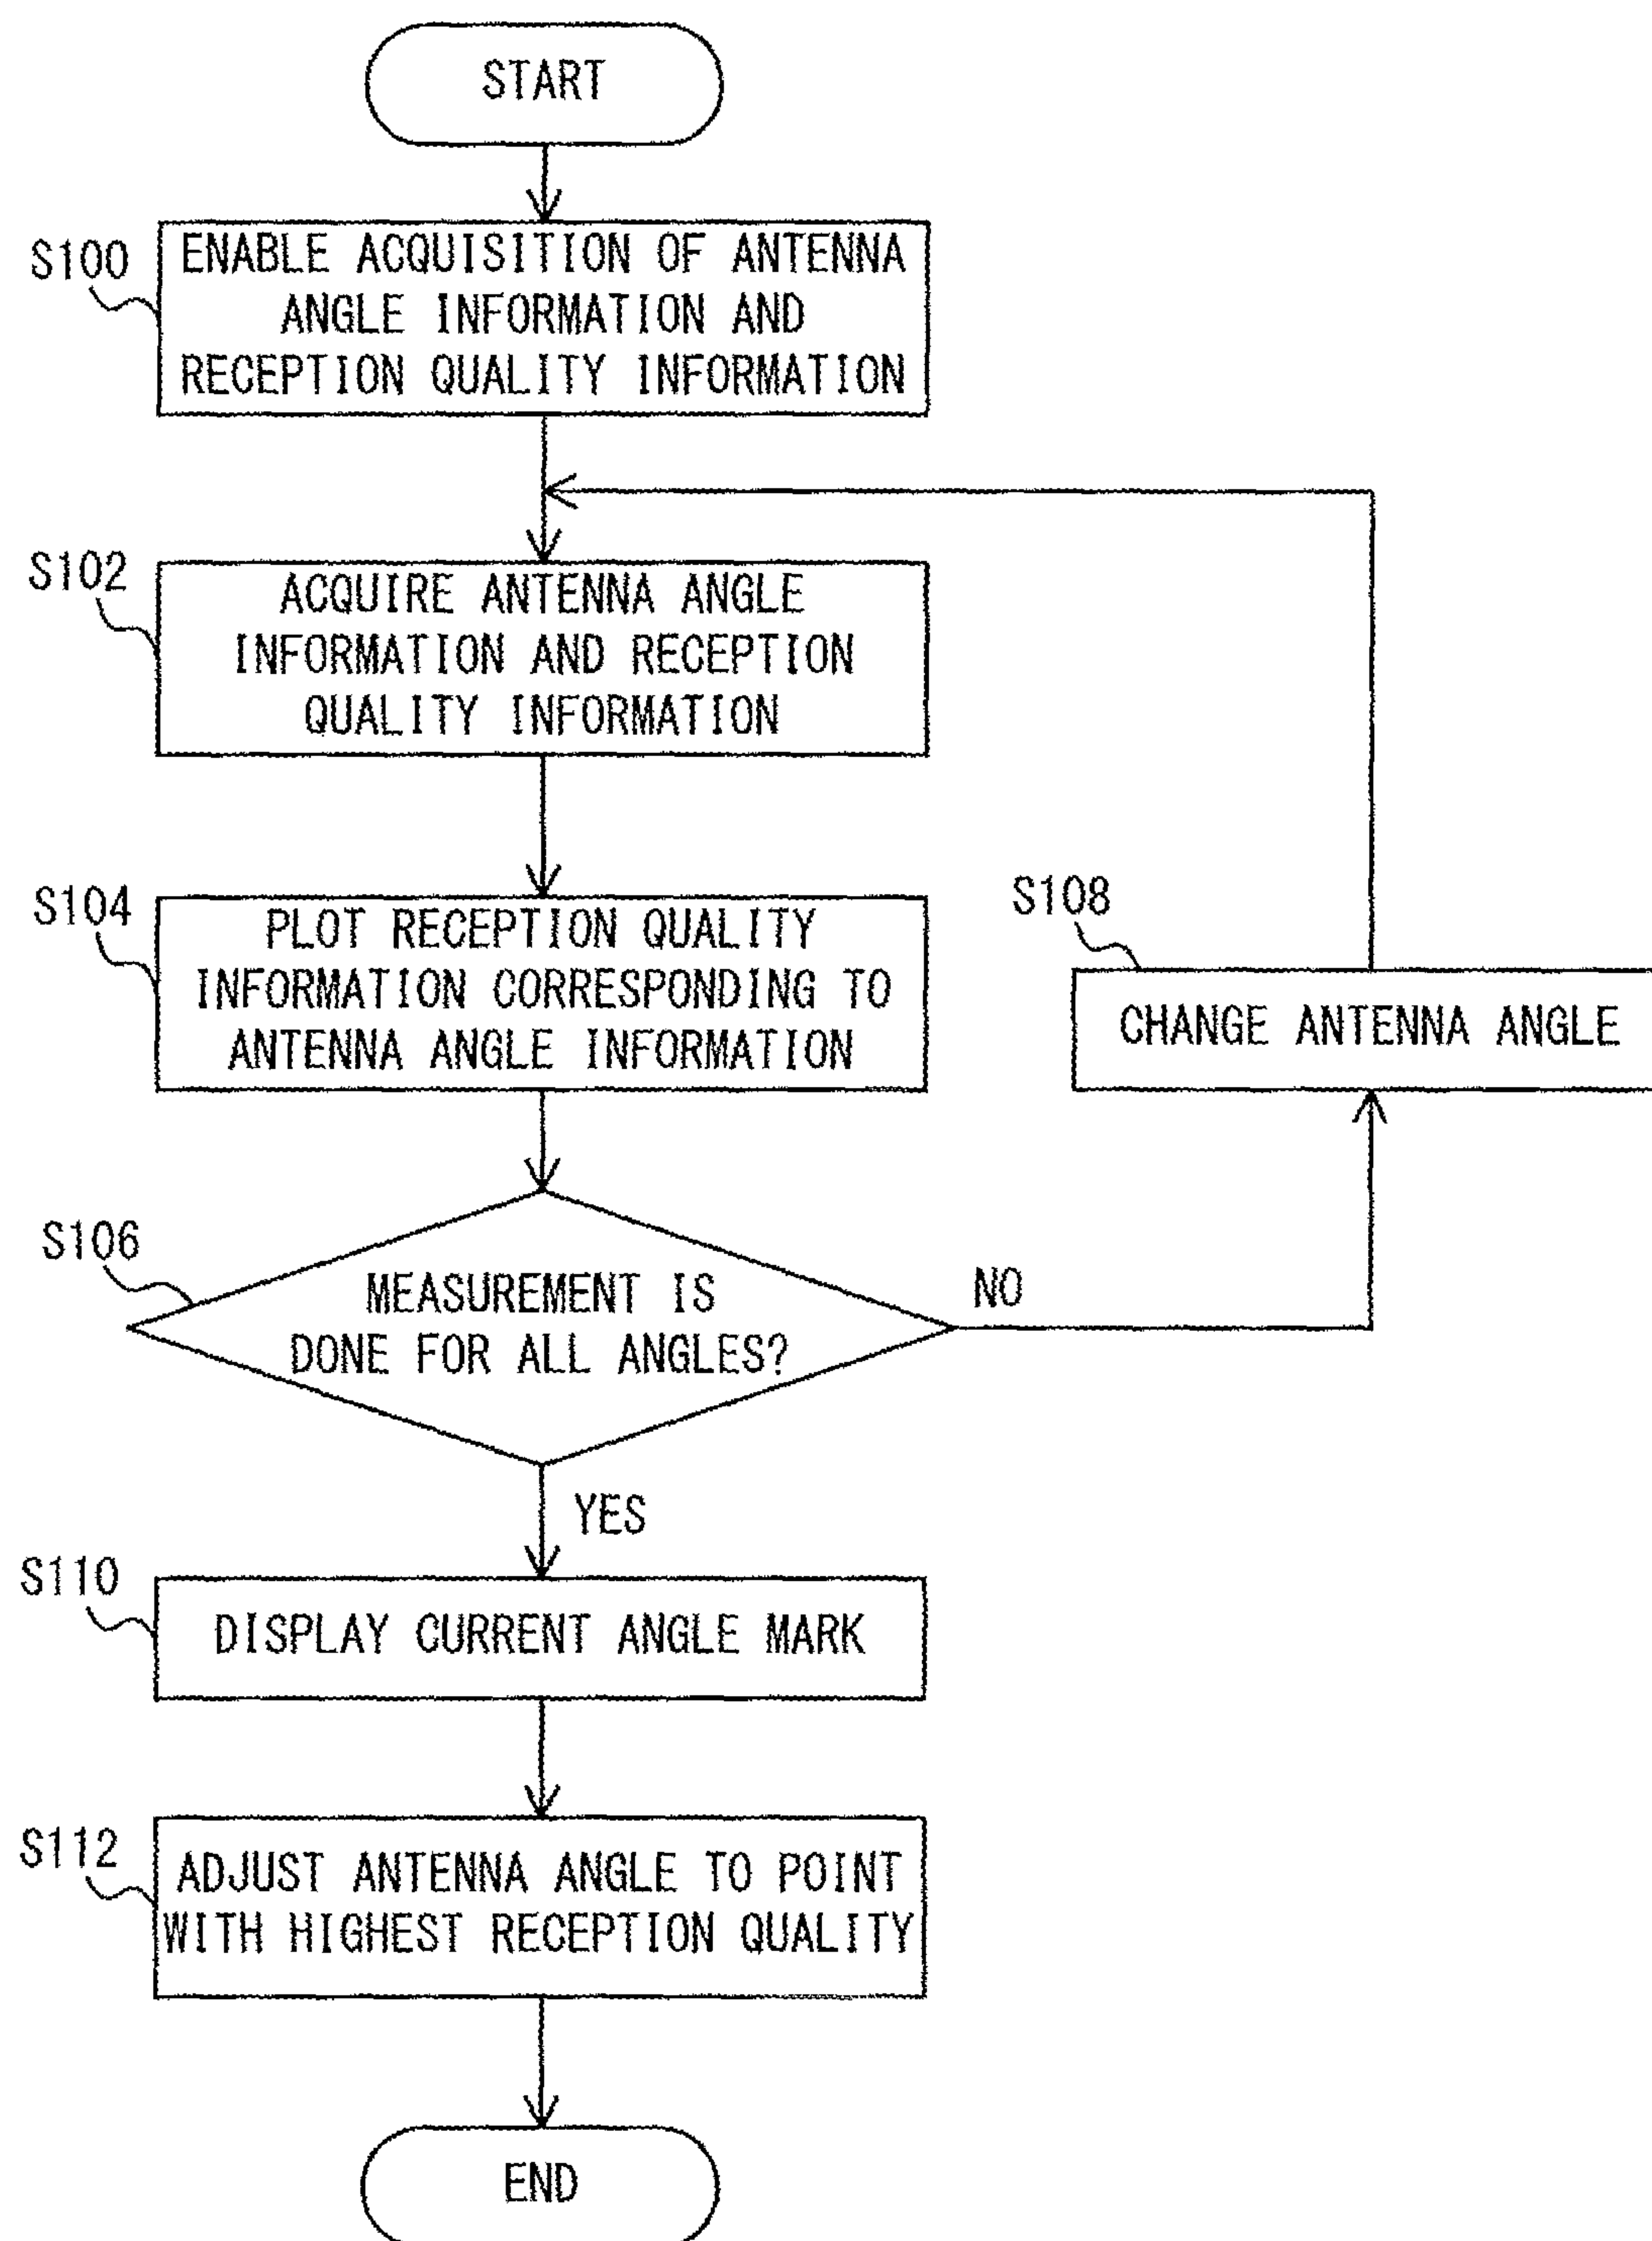 START
S100
ENABLE ACQUISITION OF ANTENNA
ANGLE INFORMATION AND
RECEPTION QUALITY INFORMATION
S102
ACQUIRE ANTENNA ANGLE
INFORMATION AND RECEPTION
QUALITY INFORMATION
S104
PLOT RECEPTION QUALITY
INFORMATION CORRESPONDING TO
ANTENNA ANGLE INFORMATION
S108
CHANGE ANTENNA ANGLE
S106
MEASUREMENT IS
DONE FOR ALL ANGLES?
NO
YES
S110
DISPLAY CURRENT ANGLE MARK
S112
ADJUST ANTENNA ANGLE TO POINT
WITH HIGHEST RECEPTION QUALITY
END